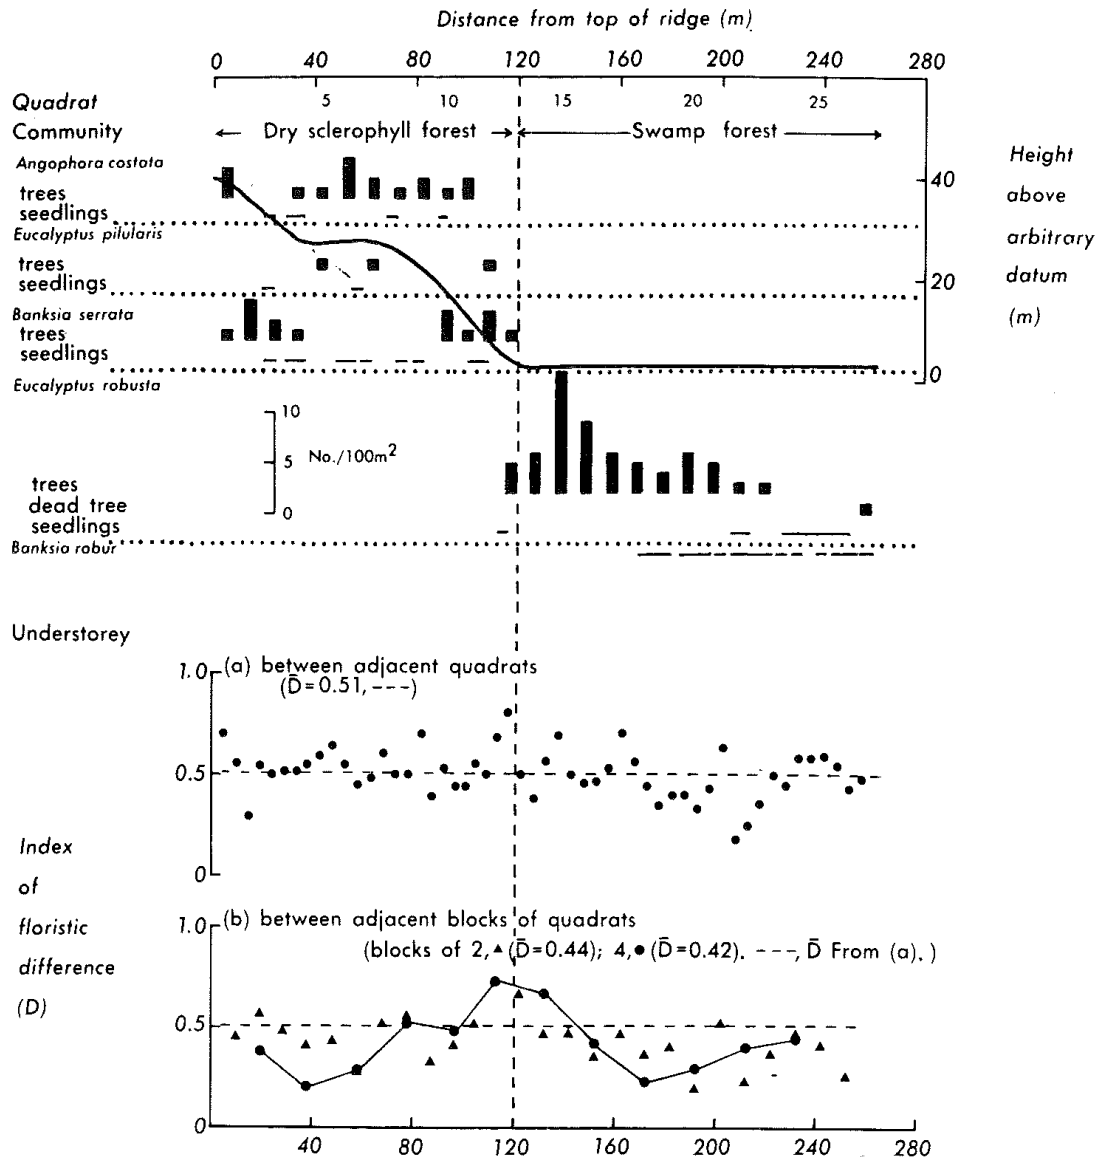 Distance from top of ridge (m)
0 40 80 120 160 200 240 280
Quadrat 5 10 15 20 25
Community Dry sclerophyll forest Swamp forest
Angophora costata
trees
seedlings
Eucalyptus pilularis
trees
seedlings
Banksia serrata
trees
seedlings
Eucalyptus robusta
Height
above
arbitrary
datum
(m)
40
20
0
10
5 No./100m2
0
trees
dead tree
seedlings
Banksia robur
Understorey
1.0 (a) between adjacent quadrats
(D̄=0.51, ---)
0.5
0
Index
of
floristic
difference
(D)
1.0 (b) between adjacent blocks of quadrats
(blocks of 2,▲(D̄=0.44); 4,●(D̄=0.42). ---, D̄ From (a). )
0.5
0
40 80 120 160 200 240 280